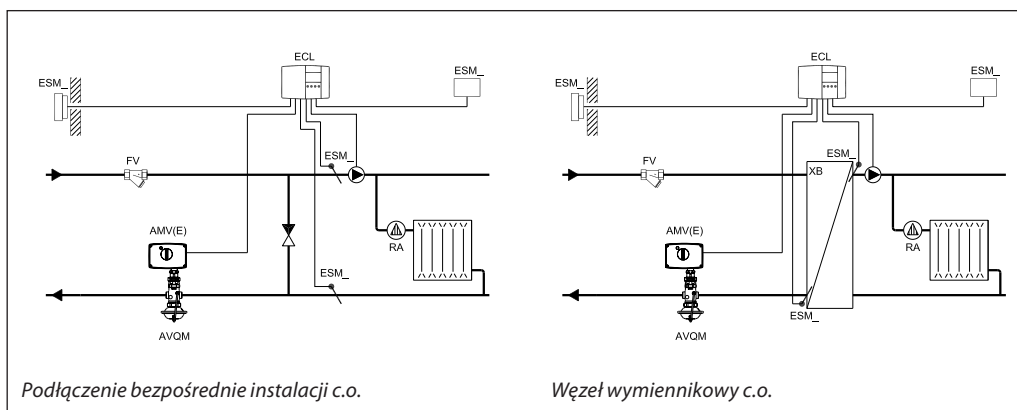 ECL
ESM_
ESM_
FV
ESM_
AMV(E)
RA
ESM_
AVQM
Podłączenie bezpośrednie instalacji c.o.
ECL
ESM_
ESM_
ESM_
FV
XB
AMV(E)
RA
ESM_
AVQM
Węzeł wymiennikowy c.o.